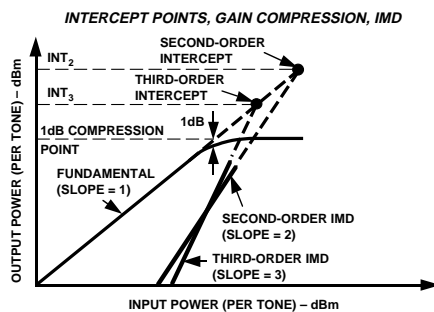 INTERCEPT POINTS, GAIN COMPRESSION, IMD
SECOND-ORDER
INTERCEPT
INT2
THIRD-ORDER
INTERCEPT
INT3
1dB
1dB COMPRESSION
POINT
FUNDAMENTAL
(SLOPE = 1)
SECOND-ORDER IMD
(SLOPE = 2)
THIRD-ORDER IMD
(SLOPE = 3)
OUTPUT POWER (PER TONE) – dBm
INPUT POWER (PER TONE) – dBm